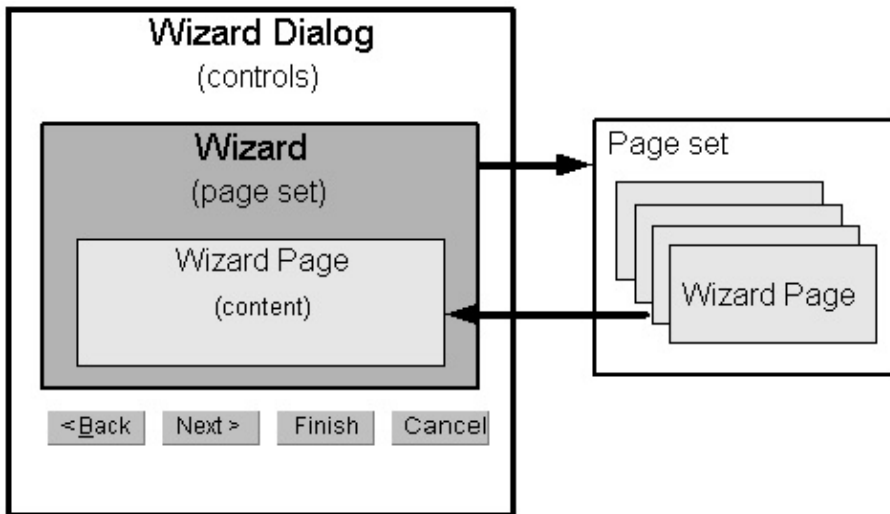 Wizard Dialog
(controls)
Wizard
(page set)
Wizard Page
(content)
< Back
Next >
Finish
Cancel
Page set
Wizard Page